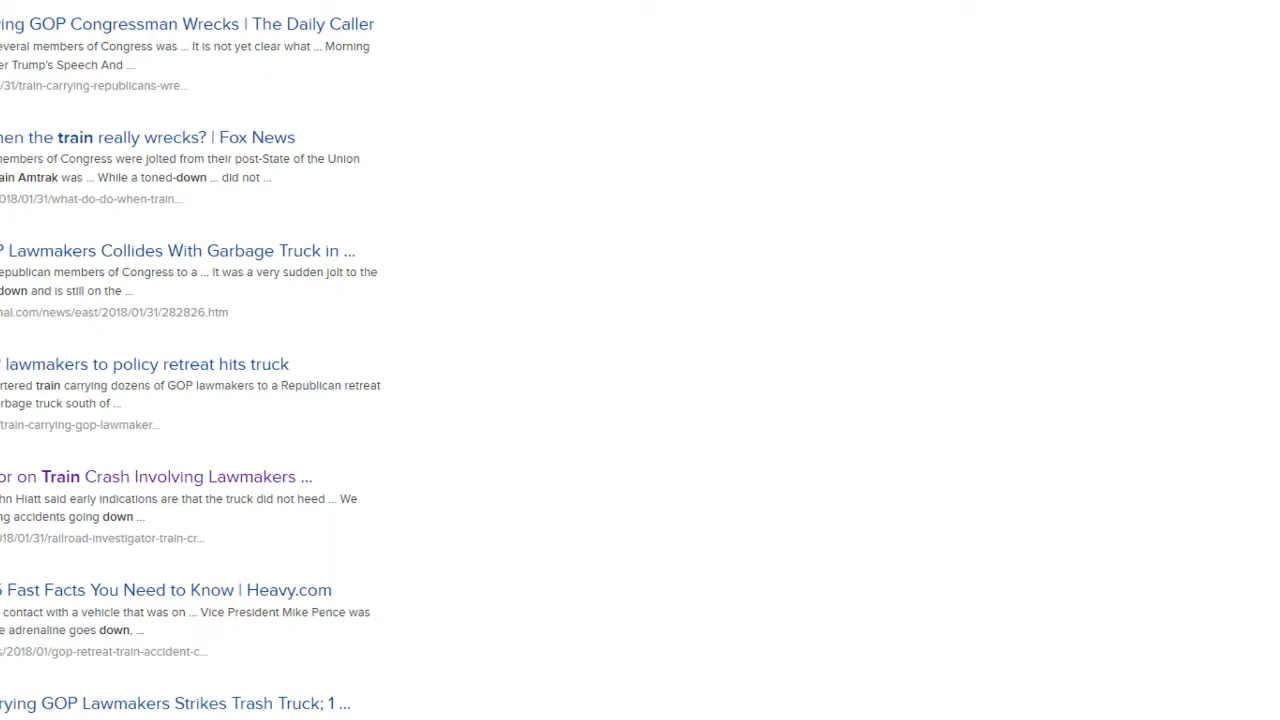 ing GOP Congressman Wrecks | The Daily Caller
everal members of Congress was ... It is not yet clear what ... Morning
er Trump's Speech And ...
/31/train-carrying-republicans-wre...
hen the train really wrecks? | Fox News
members of Congress were jolted from their post-State of the Union
ain Amtrak was ... While a toned-down ... did not ...
018/01/31/what-do-do-when-train...
P Lawmakers Collides With Garbage Truck in ...
epublican members of Congress to a ... It was a very sudden jolt to the
down and is still on the ...
nal.com/news/east/2018/01/31/282826.htm
P lawmakers to policy retreat hits truck
rtered train carrying dozens of GOP lawmakers to a Republican retreat
rbage truck south of ...
/train-carrying-gop-lawmaker...
or on Train Crash Involving Lawmakers ...
hn Hiatt said early indications are that the truck did not heed ... We
ng accidents going down ...
018/01/31/railroad-investigator-train-cr...
5 Fast Facts You Need to Know | Heavy.com
contact with a vehicle that was on ... Vice President Mike Pence was
e adrenaline goes down, ...
s/2018/01/gop-retreat-train-accident-c...
rying GOP Lawmakers Strikes Trash Truck; 1 ...